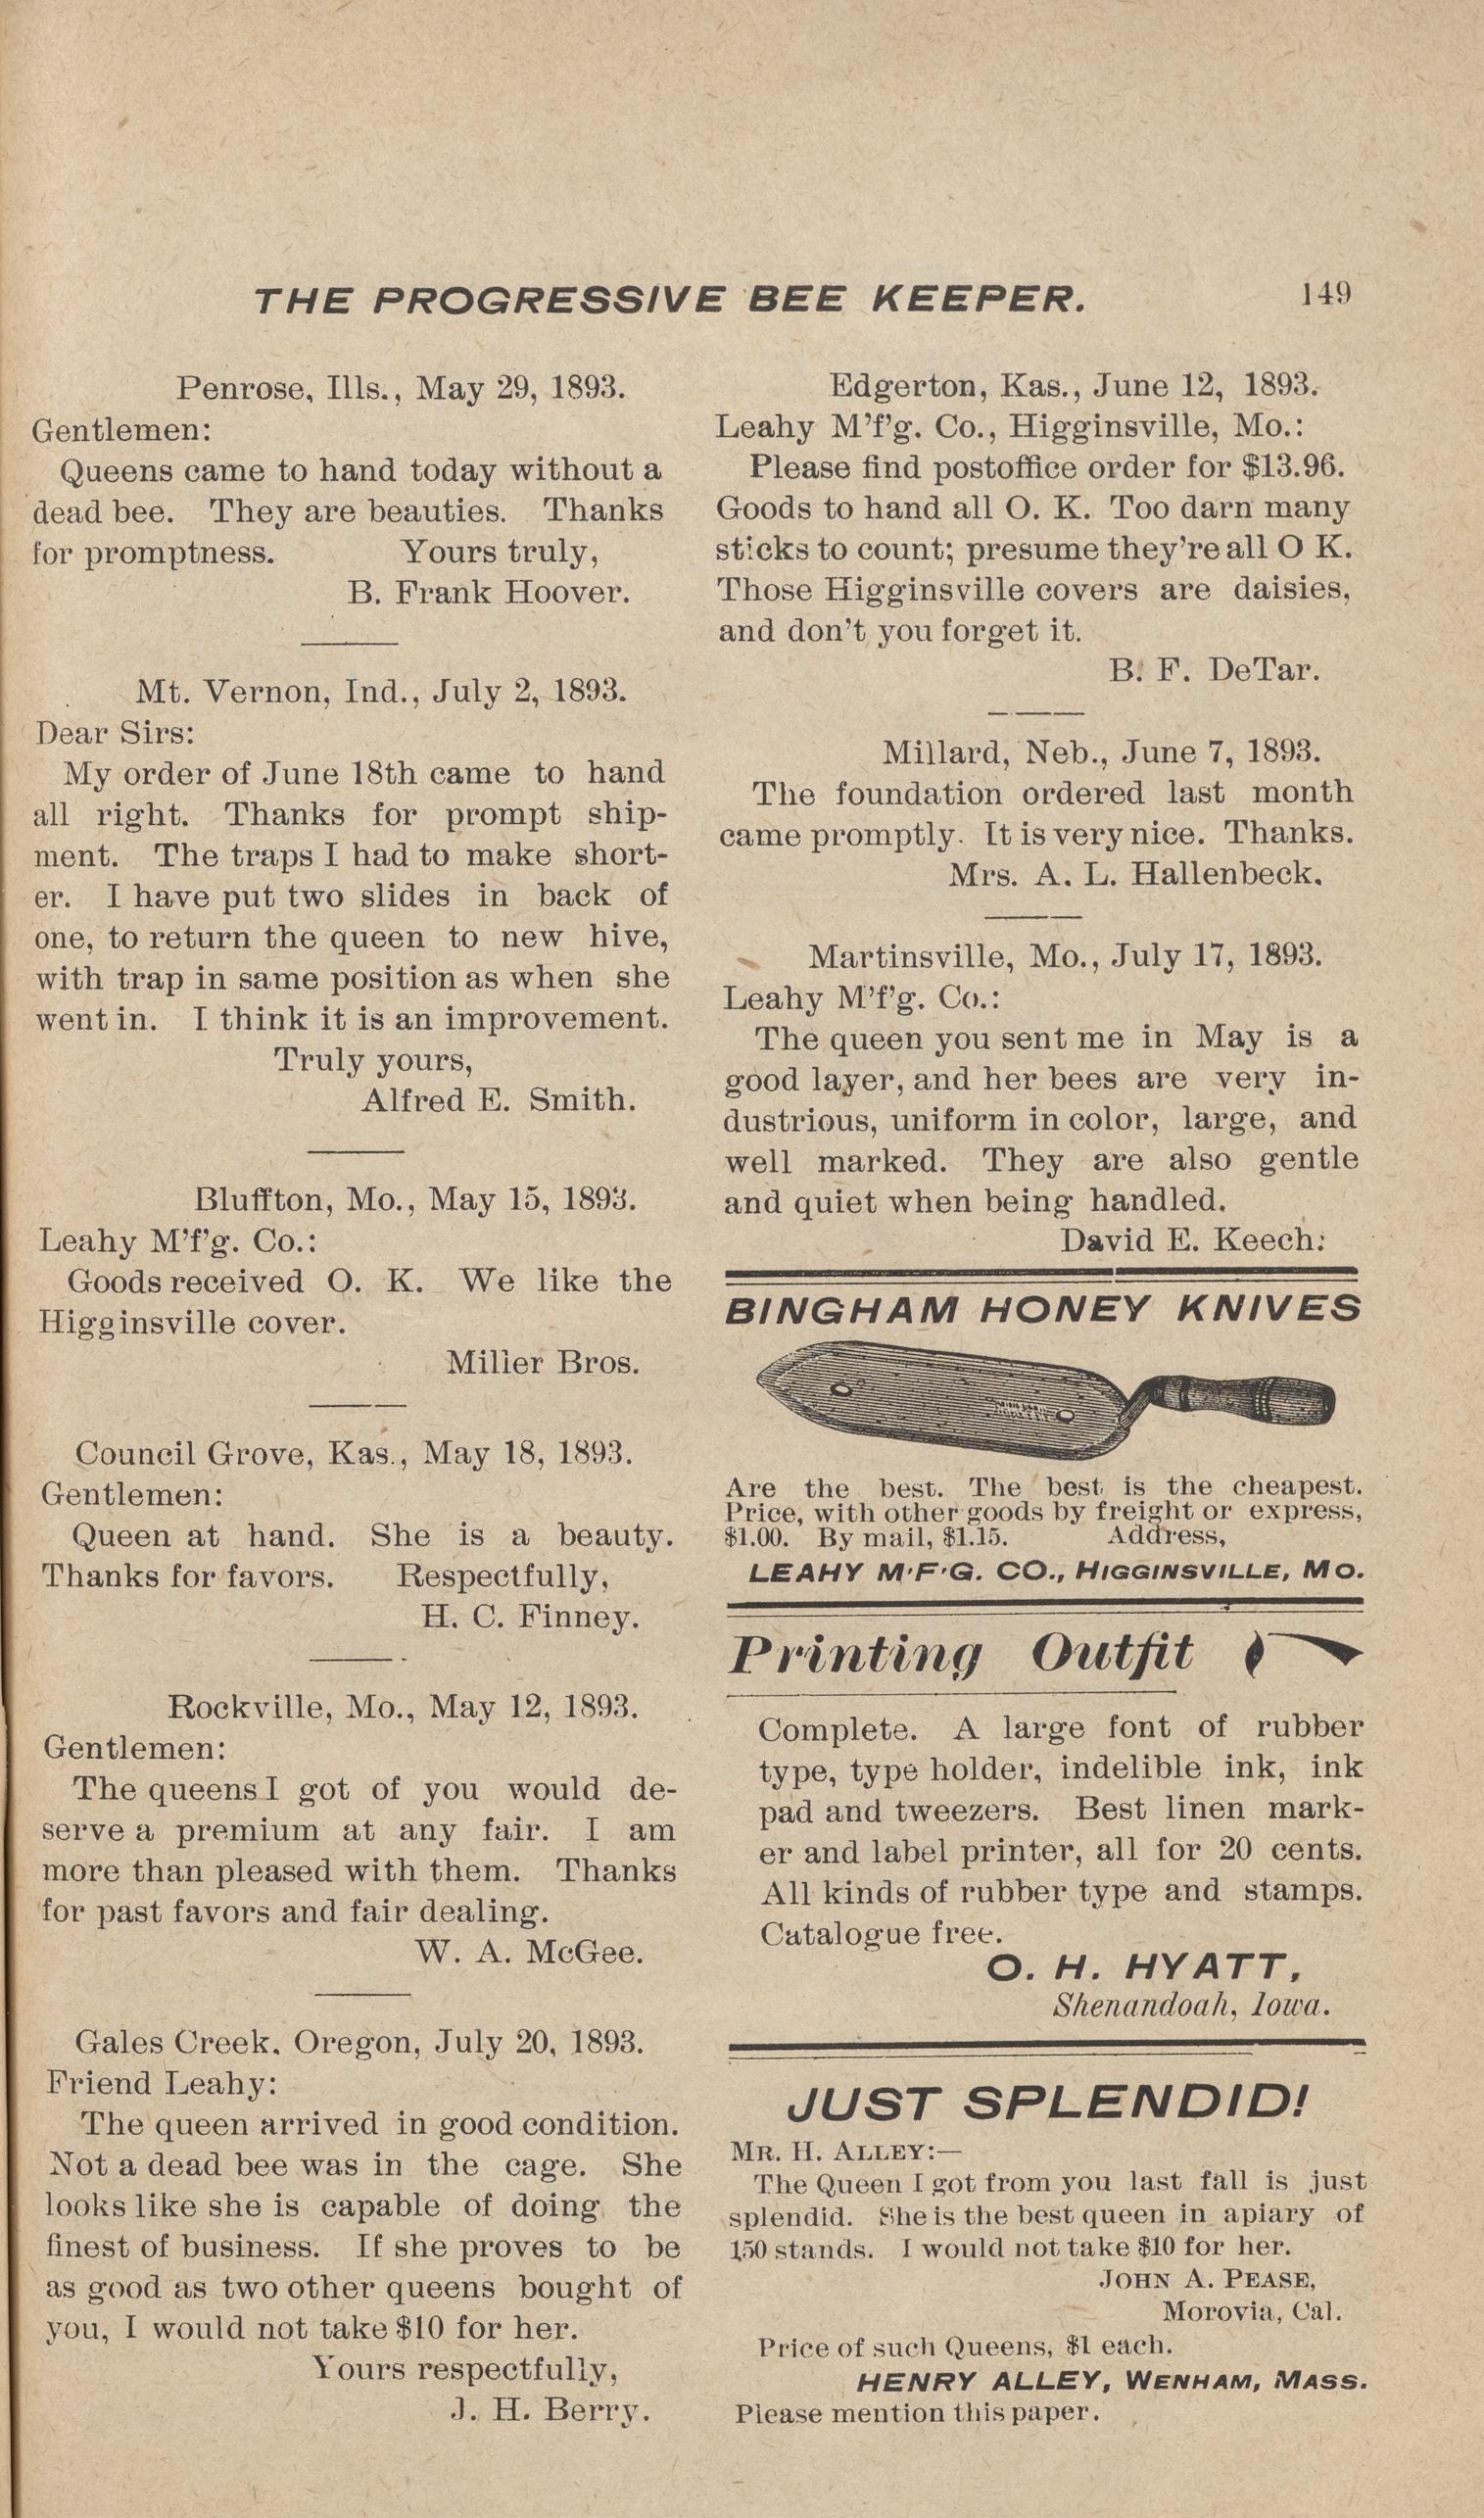 THE PROGRESSIVE BEE KEEPER. 149
Penrose, Ills., May 29, 1893.
Gentlemen:
Queens came to hand today without a
dead bee. They are beauties. Thanks
for promptness. Yours truly,
B. Frank Hoover.
Mt. Vernon, Ind., July 2, 1893.
Dear Sirs:
My order of June 18th came to hand
all right. Thanks for prompt ship-
ment. The traps I had to make short-
er. I have put two slides in back of
one, to return the queen to new hive,
with trap in same position as when she
went in. I think it is an improvement.
Truly yours,
Alfred E. Smith.
Bluffton, Mo., May 15, 1893.
Leahy M'f'g. Co.:
Goods received O. K. We like the
Higginsville cover.
Miller Bros.
Council Grove, Kas., May 18, 1893.
Gentlemen:
Queen at hand. She is a beauty.
Thanks for favors. Respectfully,
H. C. Finney.
Rockville, Mo., May 12, 1893.
Gentlemen:
The queens I got of you would de-
serve a premium at any fair. I am
more than pleased with them. Thanks
for past favors and fair dealing.
W. A. McGee.
Gales Creek. Oregon, July 20, 1893.
Friend Leahy:
The queen arrived in good condition.
Not a dead bee was in the cage. She
looks like she is capable of doing the
finest of business. If she proves to be
as good as two other queens bought of
you, I would not take $10 for her.
Yours respectfully,
J. H. Berry.
Edgerton, Kas., June 12, 1893.
Leahy M'f'g. Co., Higginsville, Mo.:
Please find postoffice order for $13.96.
Goods to hand all O. K. Too darn many
sticks to count; presume they're all O K.
Those Higginsville covers are daisies,
and don't you forget it.
B. F. DeTar.
Millard, Neb., June 7, 1893.
The foundation ordered last month
came promptly. It is very nice. Thanks.
Mrs. A. L. Hallenbeck.
Martinsville, Mo., July 17, 1893.
Leahy M'f'g. Co.:
The queen you sent me in May is a
good layer, and her bees are very in-
dustrious, uniform in color, large, and
well marked. They are also gentle
and quiet when being handled.
David E. Keech.
BINGHAM HONEY KNIVES
Are the best. The best is the cheapest.
Price, with other goods by freight or express,
$1.00. By mail, $1.15. Address,
LEAHY M'F'G. CO., HIGGINSVILLE, MO.
Printing Outfit
Complete. A large font of rubber
type, type holder, indelible ink, ink
pad and tweezers. Best linen mark-
er and label printer, all for 20 cents.
All kinds of rubber type and stamps.
Catalogue free.
O. H. HYATT,
Shenandoah, Iowa.
JUST SPLENDID!
MR. H. ALLEY:—
The Queen I got from you last fall is just
splendid. She is the best queen in apiary of
150 stands. I would not take $10 for her.
JOHN A. PEASE,
Morovia, Cal.
Price of such Queens, $1 each.
HENRY ALLEY, WENHAM, MASS.
Please mention this paper.